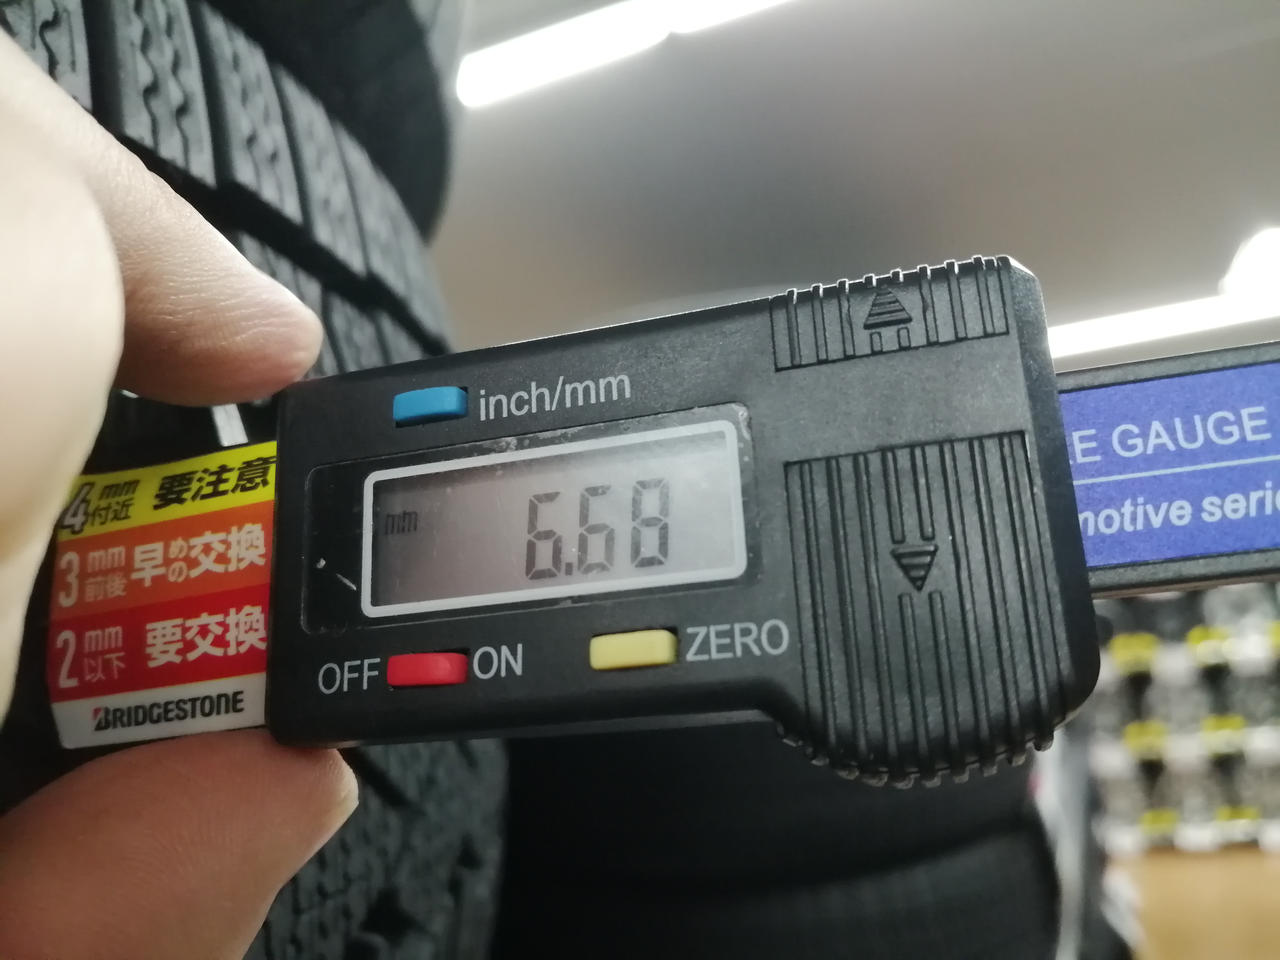 inch/mm
mm
6.68
OFF
ON
ZERO
4mm付近 要注意
3mm前後 早めの交換
2mm以下 要交換
BRIDGESTONE
E GAUGE
motive seri